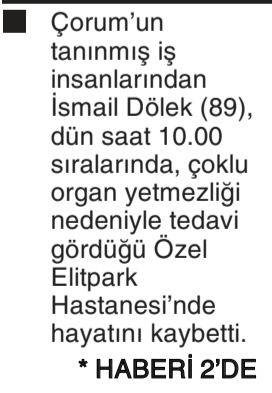 Çorum'un
tanınmış iş
insanlarından
İsmail Dölek (89),
dün saat 10.00
sıralarında, çoklu
organ yetmezliği
nedeniyle tedavi
gördüğü Özel
Elitpark
Hastanesi'nde
hayatını kaybetti.
* HABERİ 2'DE